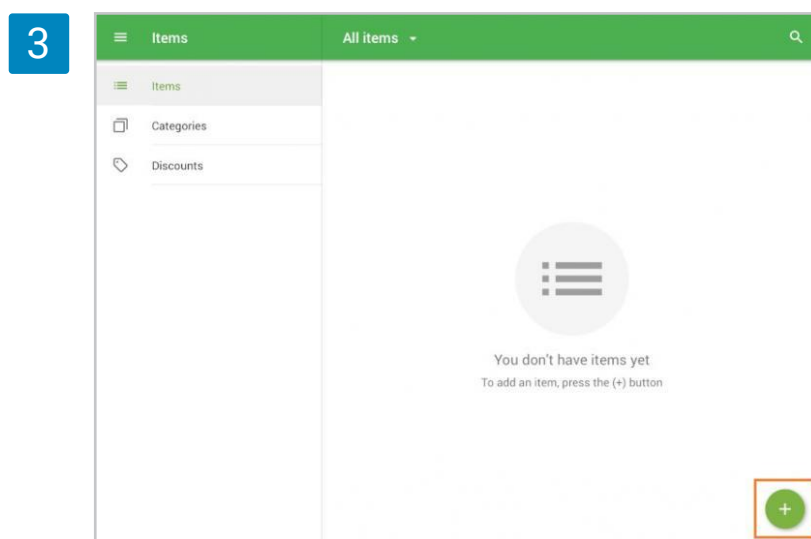 3
Items
All items
Items
Categories
Discounts
You don't have items yet
To add an item, press the (+) button
+